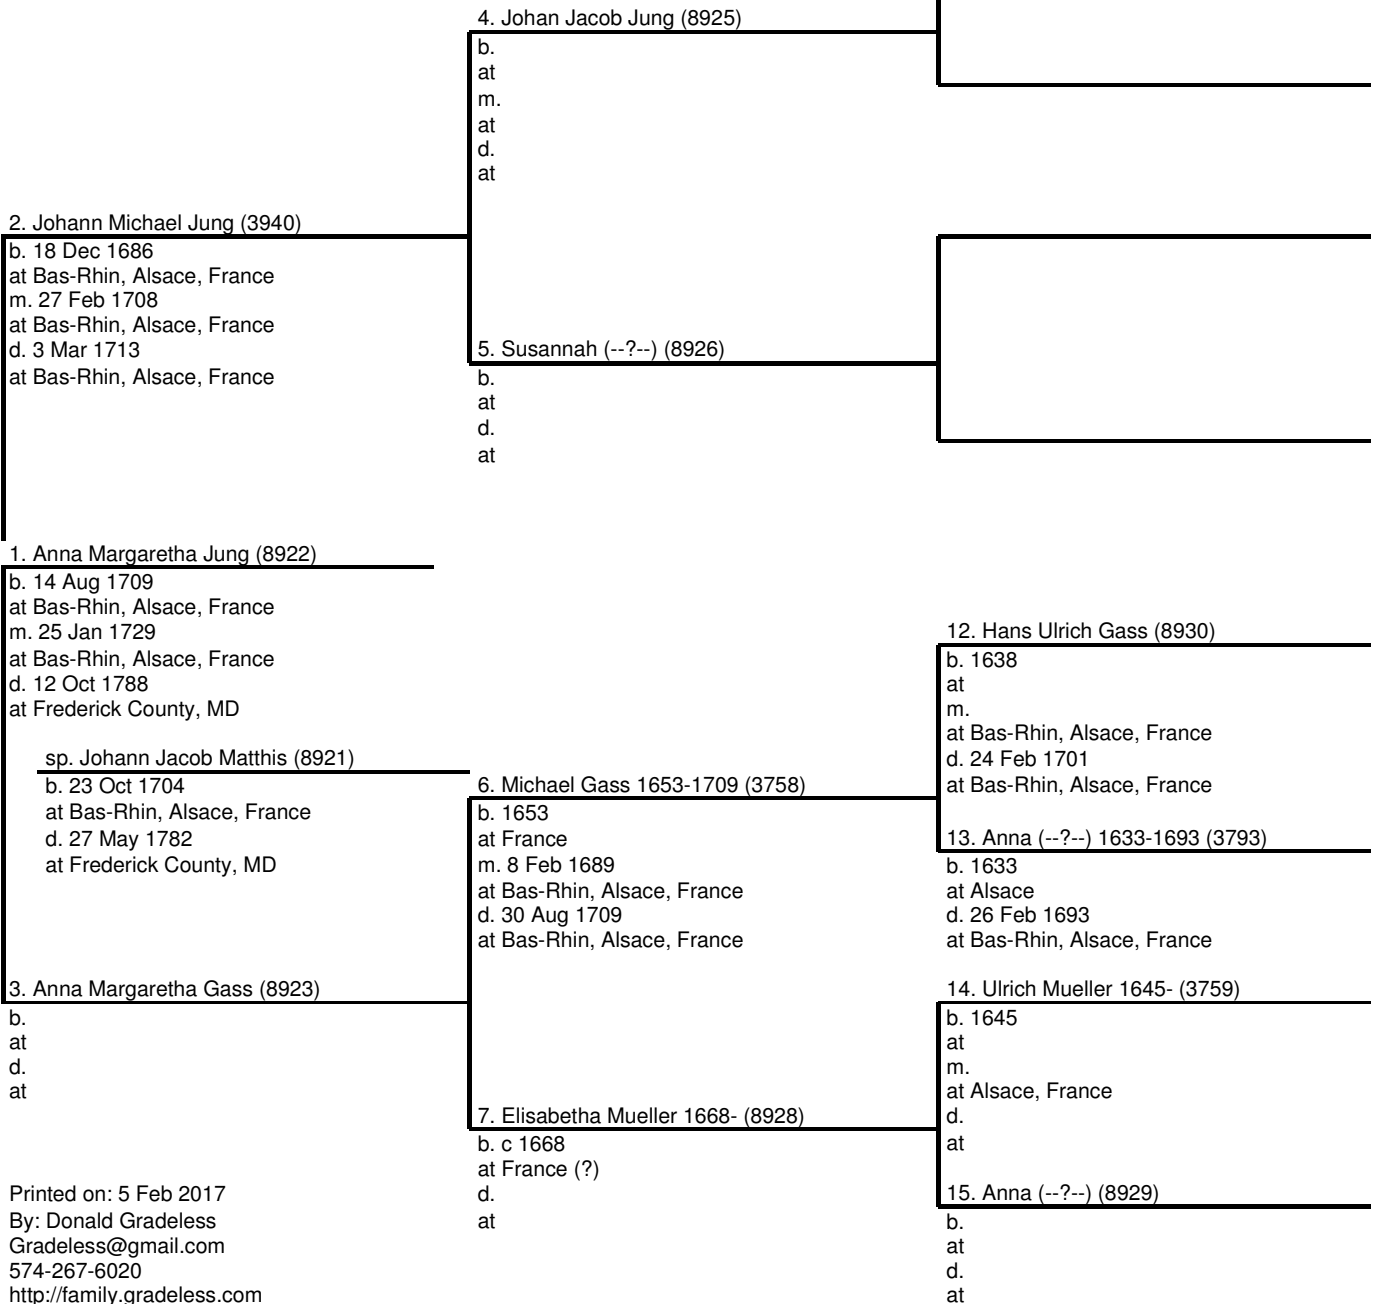 4. Johan Jacob Jung (8925)
b.
at
m.
at
d.
at
2. Johann Michael Jung (3940)
b. 18 Dec 1686
at Bas-Rhin, Alsace, France
m. 27 Feb 1708
at Bas-Rhin, Alsace, France
d. 3 Mar 1713
at Bas-Rhin, Alsace, France
5. Susannah (--?--) (8926)
b.
at
d.
at
1. Anna Margaretha Jung (8922)
b. 14 Aug 1709
at Bas-Rhin, Alsace, France
m. 25 Jan 1729
at Bas-Rhin, Alsace, France
d. 12 Oct 1788
at Frederick County, MD
sp. Johann Jacob Matthis (8921)
b. 23 Oct 1704
at Bas-Rhin, Alsace, France
d. 27 May 1782
at Frederick County, MD
12. Hans Ulrich Gass (8930)
b. 1638
at
m.
at Bas-Rhin, Alsace, France
d. 24 Feb 1701
at Bas-Rhin, Alsace, France
6. Michael Gass 1653-1709 (3758)
b. 1653
at France
m. 8 Feb 1689
at Bas-Rhin, Alsace, France
d. 30 Aug 1709
at Bas-Rhin, Alsace, France
13. Anna (--?--) 1633-1693 (3793)
b. 1633
at Alsace
d. 26 Feb 1693
at Bas-Rhin, Alsace, France
3. Anna Margaretha Gass (8923)
b.
at
d.
at
14. Ulrich Mueller 1645- (3759)
b. 1645
at
m.
at Alsace, France
d.
at
7. Elisabetha Mueller 1668- (8928)
b. c 1668
at France (?)
d.
at
15. Anna (--?--) (8929)
b.
at
d.
at
Printed on: 5 Feb 2017
By: Donald Gradeless
Gradeless@gmail.com
574-267-6020
http://family.gradeless.com